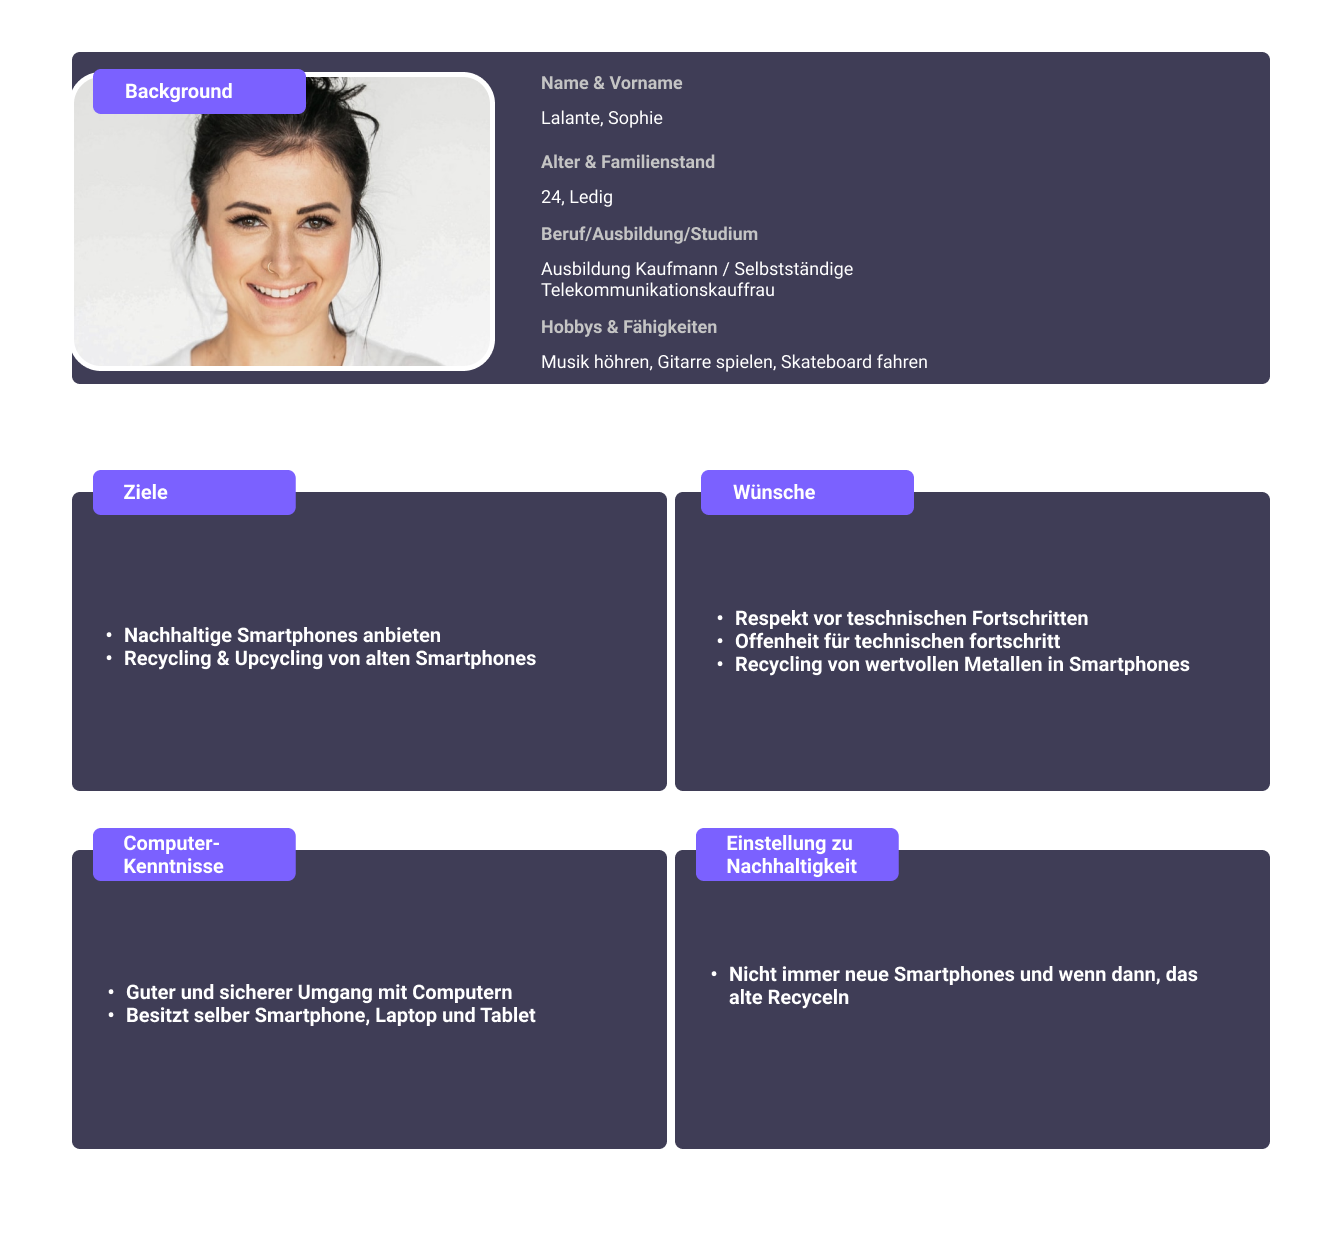 Background
Name & Vorname
Lalante, Sophie
Alter & Familienstand
24, Ledig
Beruf/Ausbildung/Studium
Ausbildung Kaufmann / Selbstständige
Telekommunikationskauffrau
Hobbys & Fähigkeiten
Musik höhren, Gitarre spielen, Skateboard fahren
Ziele
• Nachhaltige Smartphones anbieten
• Recycling & Upcycling von alten Smartphones
Wünsche
• Respekt vor teschnischen Fortschritten
• Offenheit für technischen fortschritt
• Recycling von wertvollen Metallen in Smartphones
Computer-
Kenntnisse
• Guter und sicherer Umgang mit Computern
• Besitzt selber Smartphone, Laptop und Tablet
Einstellung zu
Nachhaltigkeit
• Nicht immer neue Smartphones und wenn dann, das
alte Recyceln